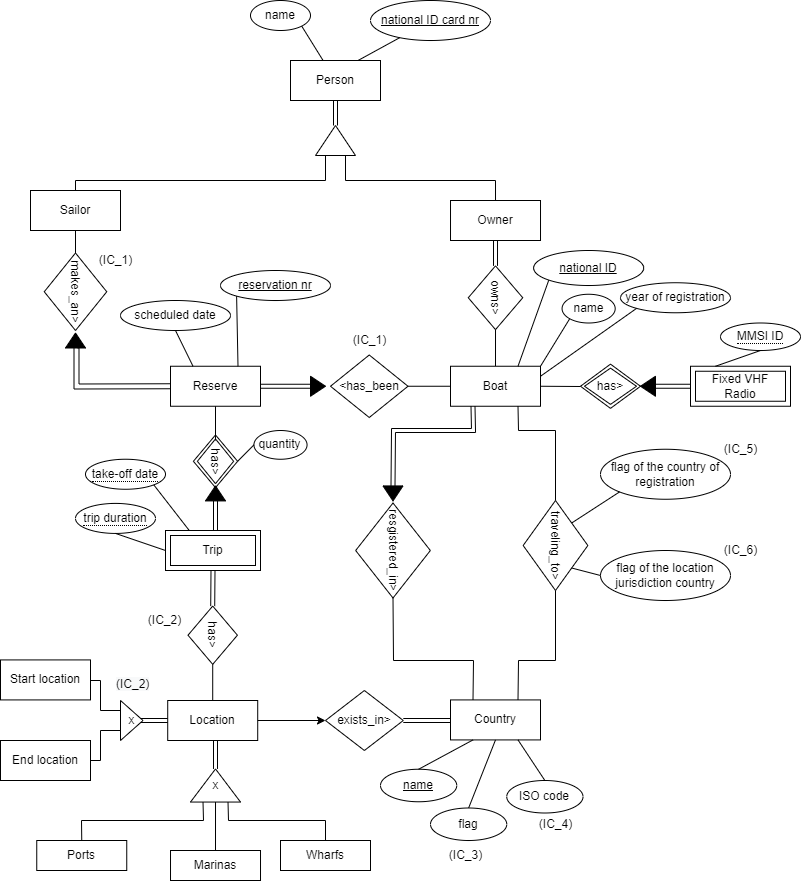 name
national ID card nr
Person
Sailor
Owner
(IC_1)
makes_an>
reservation nr
scheduled date
owns>
national ID
name
year of registration
MMSI ID
(IC_1)
Reserve
<has_been
Boat
has>
Fixed VHF
Radio
quantity
has>
take-off date
trip duration
Trip
(IC_5)
flag of the country of
registration
resgistered_in>
traveling_to>
(IC_6)
flag of the location
jurisdiction country
(IC_2)
has>
Start location
(IC_2)
X
Location
exists_in>
Country
End location
X
name
ISO code
flag
(IC_4)
(IC_3)
Ports
Marinas
Wharfs